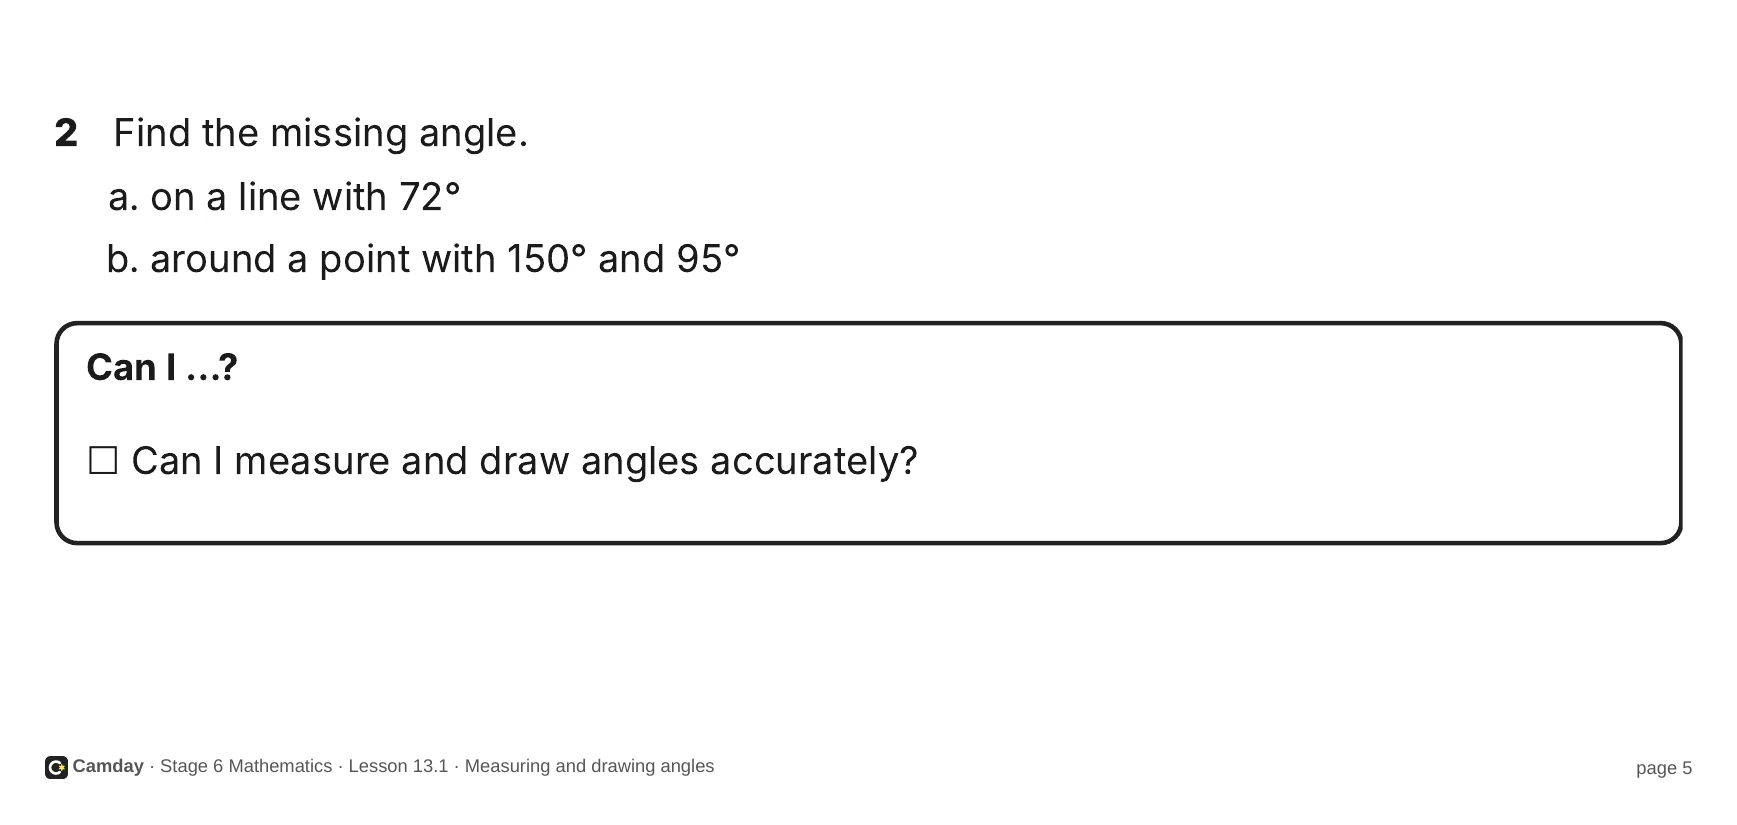 2 Find the missing angle.
a. on a line with 72°
b. around a point with 150° and 95°
Can I …?
☐ Can I measure and draw angles accurately?
Camday · Stage 6 Mathematics · Lesson 13.1 · Measuring and drawing angles
page 5